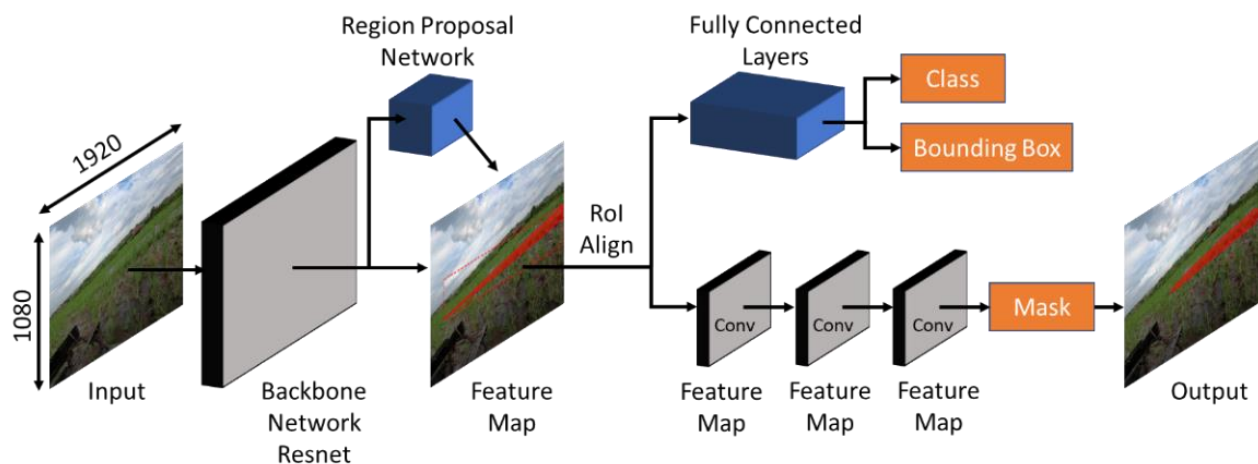 Region Proposal
Network
Fully Connected
Layers
Class
Bounding Box
1920
1080
RoI
Align
Conv
Conv
Conv
Mask
Input
Backbone
Network
Resnet
Feature
Map
Feature
Map
Feature
Map
Feature
Map
Output